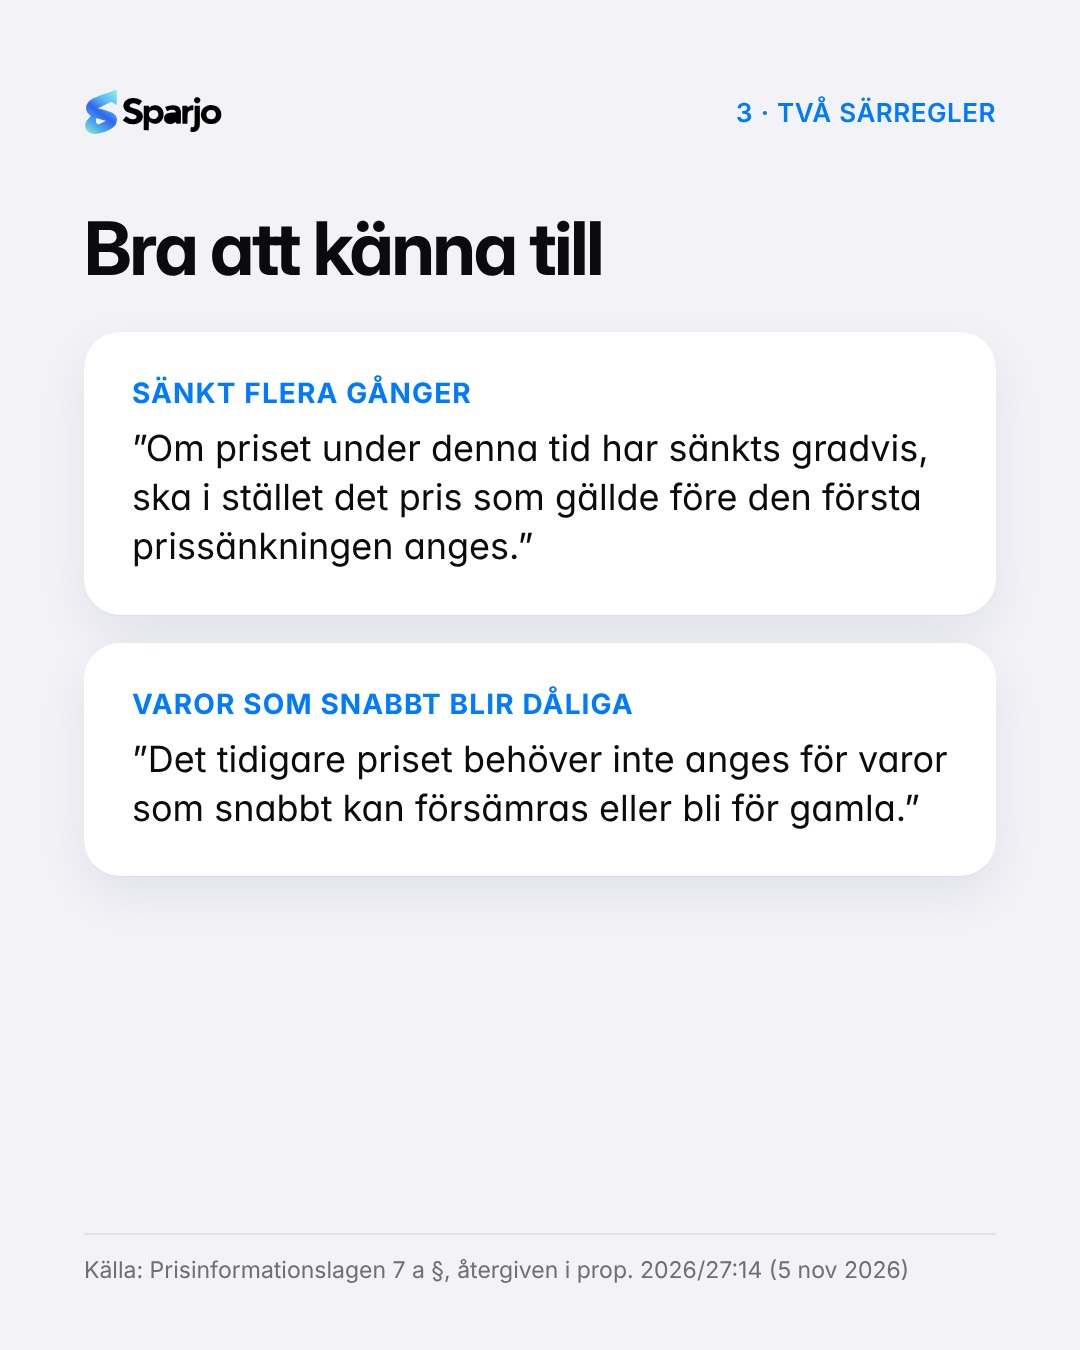 Sparjo
3 · TVÅ SÄRREGLER
Bra att känna till
SÄNKT FLERA GÅNGER
”Om priset under denna tid har sänkts gradvis,
ska i stället det pris som gällde före den första
prissänkningen anges.”
VAROR SOM SNABBT BLIR DÅLIGA
”Det tidigare priset behöver inte anges för varor
som snabbt kan försämras eller bli för gamla.”
Källa: Prisinformationslagen 7 a §, återgiven i prop. 2026/27:14 (5 nov 2026)